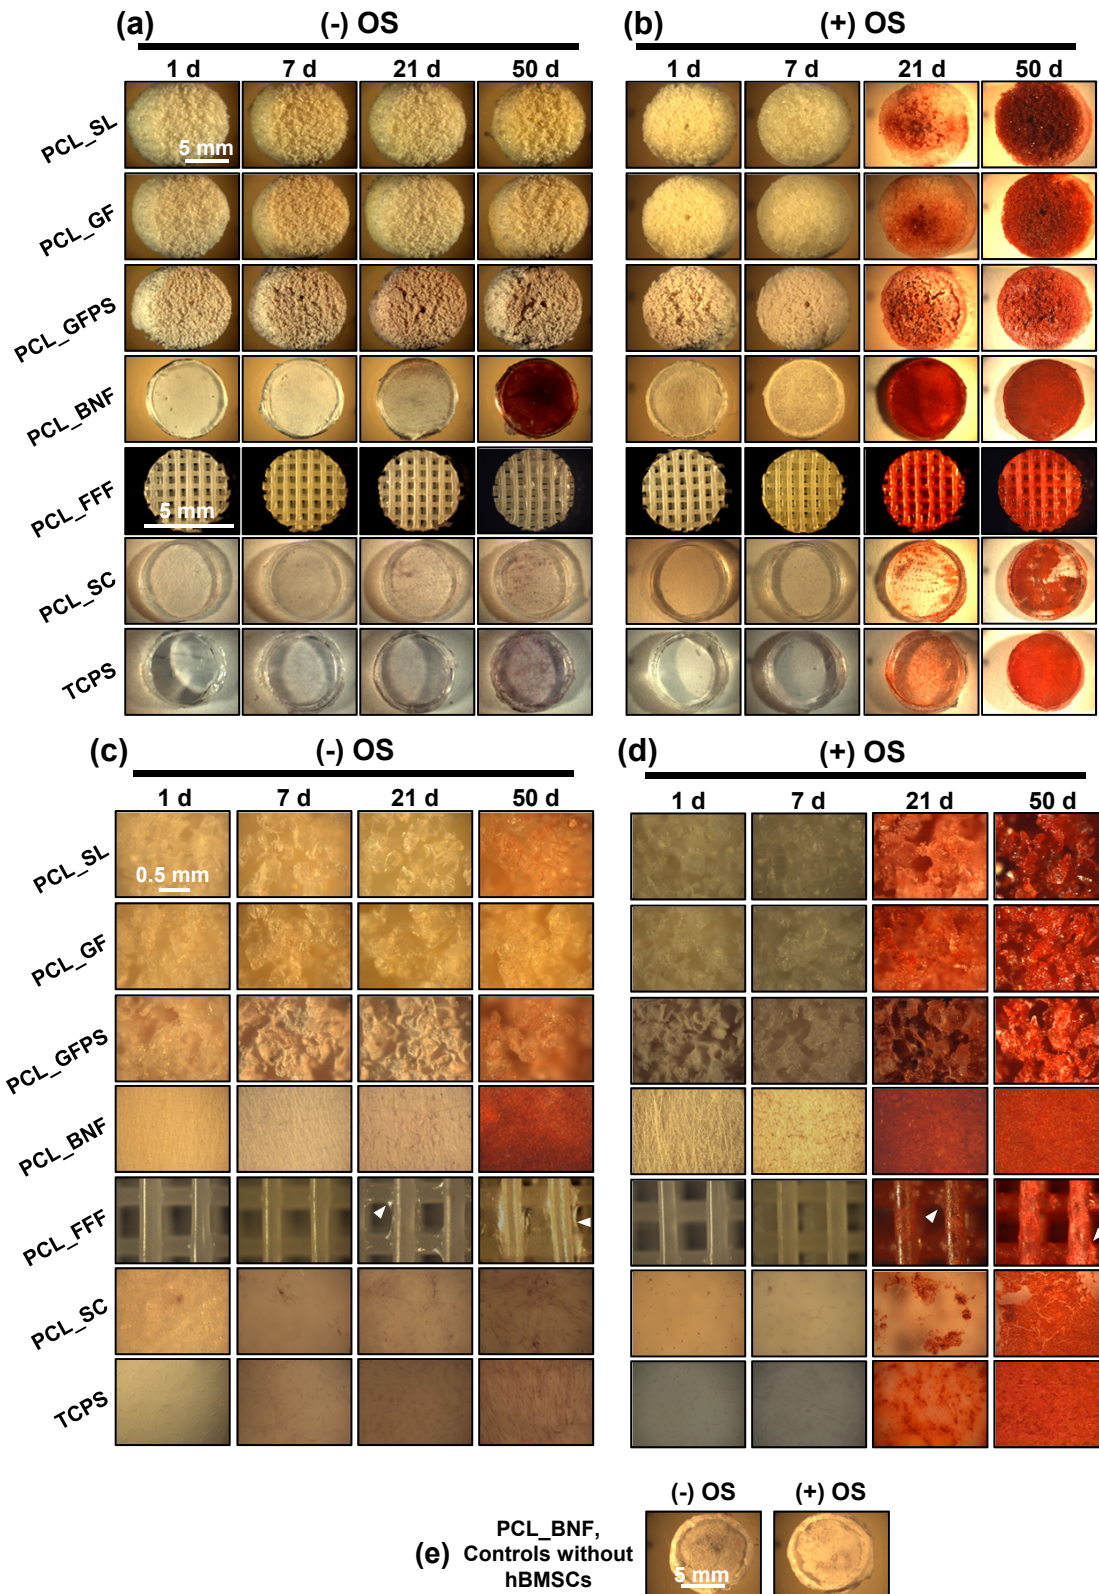 (a) (-) OS
1 d 7 d 21 d 50 d
PCL_SL
5 mm
PCL_GF
PCL_GFPS
PCL_BNF
PCL_FFF
5 mm
PCL_SC
TCPS
(b) (+) OS
1 d 7 d 21 d 50 d
(c) (-) OS
1 d 7 d 21 d 50 d
PCL_SL
0.5 mm
PCL_GF
PCL_GFPS
PCL_BNF
PCL_FFF
PCL_SC
TCPS
(d) (+) OS
1 d 7 d 21 d 50 d
(-) OS (+) OS
(e) PCL_BNF,
Controls without
hBMSCs
5 mm